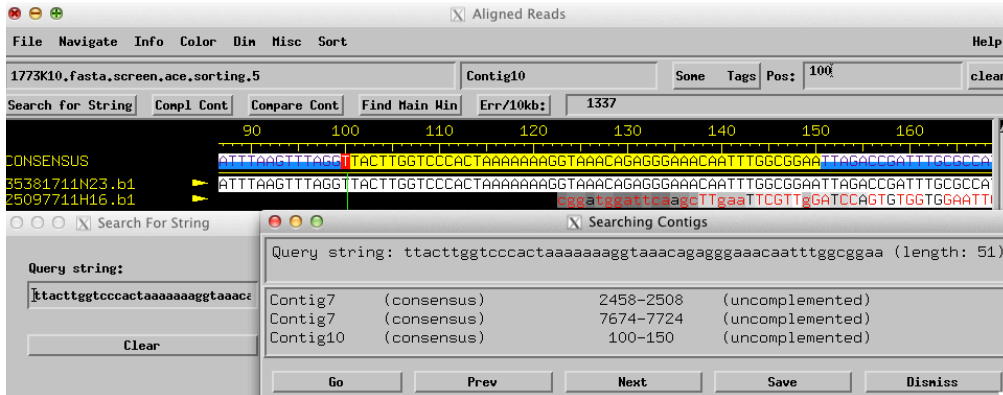 Aligned Reads
File Navigate Info Color Dim Misc Sort Help
1773K10.fasta.screen.ace.sorting.5 Contig10 Some Tags Pos: 100 clear
Search for String Compl Cont Compare Cont Find Main Win Err/10kb: 1337
90 100 110 120 130 140 150 160
CONSENSUS ATTTAAGTTTAGGTTACTTGGTCCCACTAAAAAAAGGTAAACAGAGGGAAACAATTTGGCGGAATTAGACCGATTTGCGCCA
35381711N23.b1 ATTTAAGTTTAGGTTACTTGGTCCCACTAAAAAAAGGTAAACAGAGGGAAACAATTTGGCGGAATTAGACCGATTTGCGCCA
25097711H16.b1 cggatggattcaagcTTgaaTTCGTTgGATCCAGTGTGGTGGAATT
Search For String
Query string:
ttacttggtcccactaaaaaaaggtaaaca
Clear
Searching Contigs
Query string: ttacttggtcccactaaaaaaaggtaaacagagggaaacaatttggcggaa (length: 51)
Contig7 (consensus) 2458-2508 (uncomplemented)
Contig7 (consensus) 7674-7724 (uncomplemented)
Contig10 (consensus) 100-150 (uncomplemented)
Go Prev Next Save Dismiss